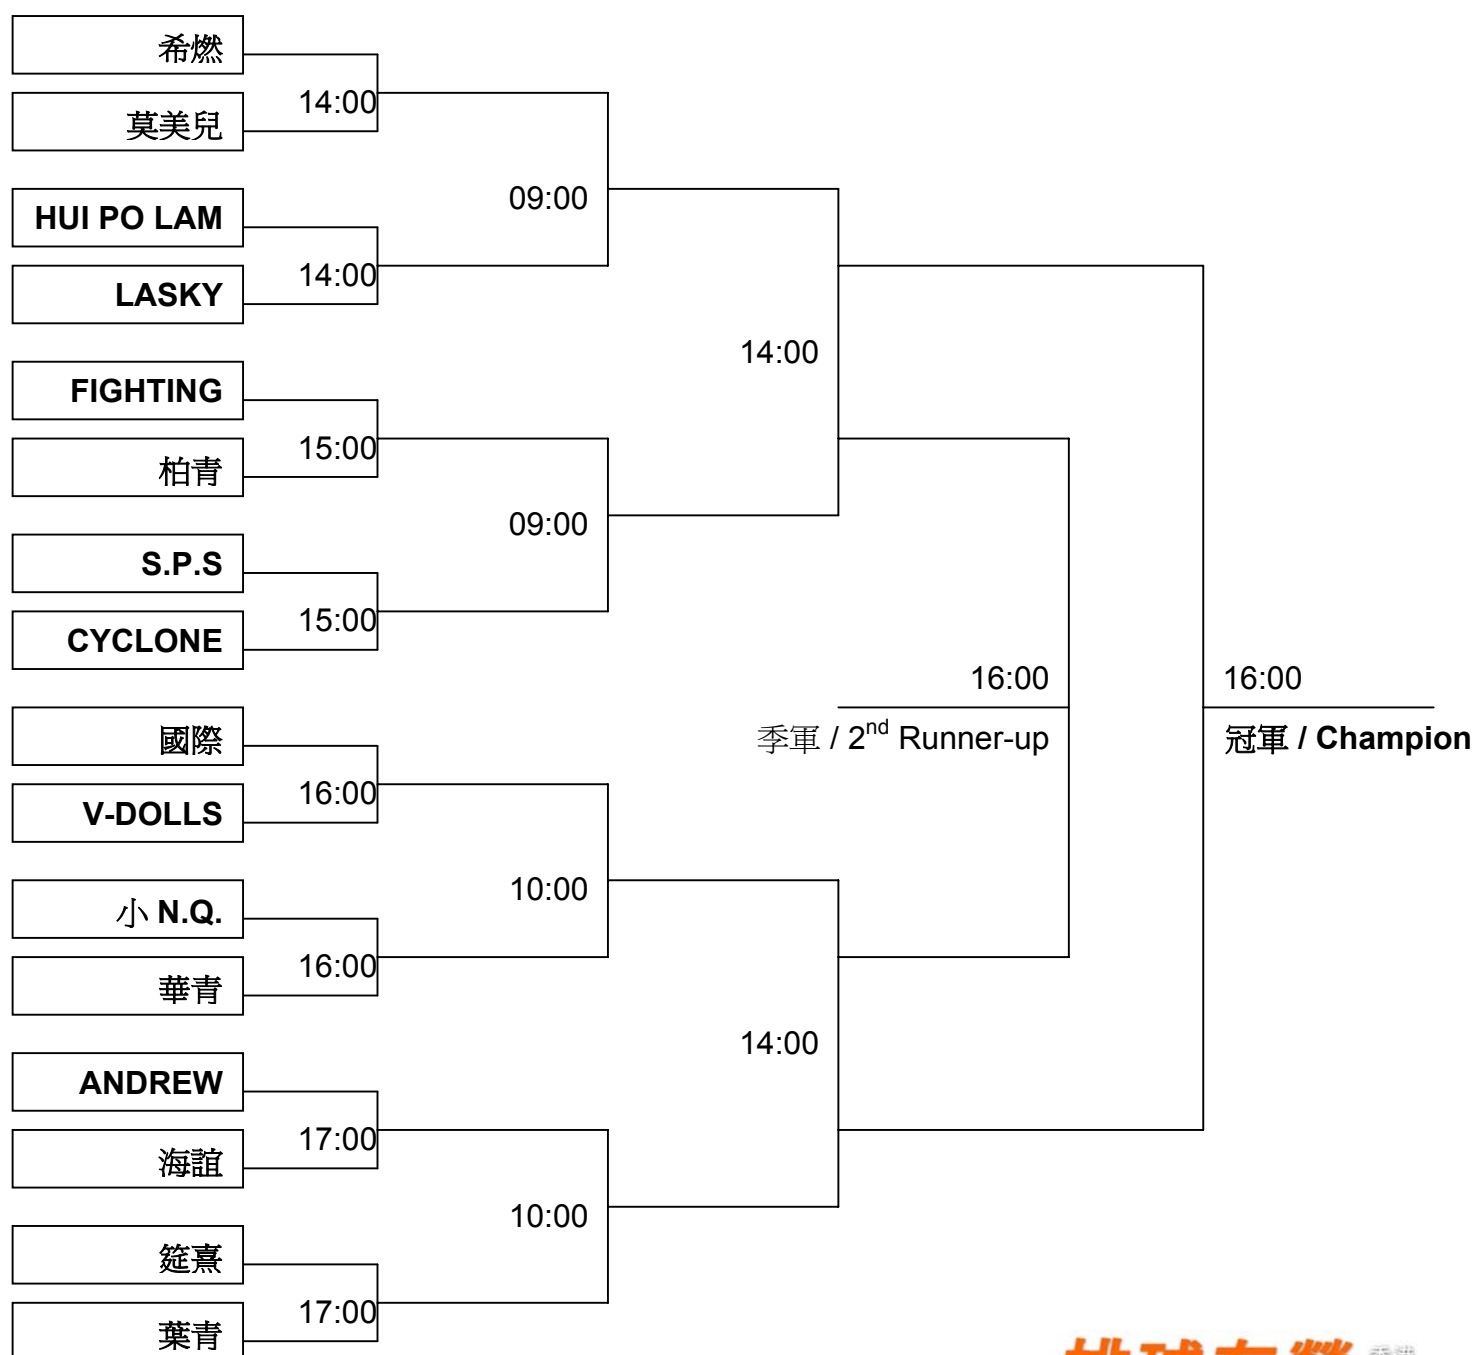 希燃
14:00
莫美兒
09:00
HUI PO LAM
14:00
LASKY
14:00
FIGHTING
15:00
柏青
09:00
S.P.S
15:00
CYCLONE
16:00
16:00
季軍 / 2nd Runner-up
冠軍 / Champion
國際
16:00
V-DOLLS
10:00
小 N.Q.
16:00
華青
14:00
ANDREW
17:00
海誼
10:00
筵熹
17:00
葉青